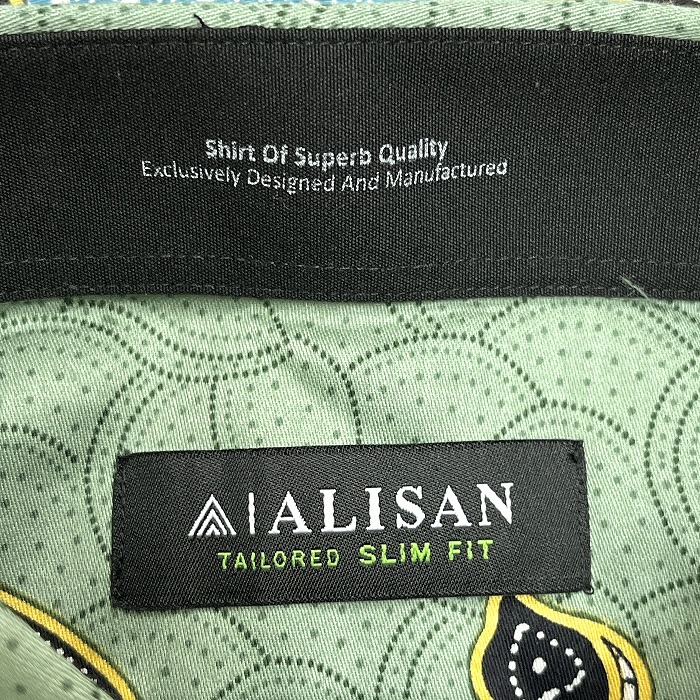 Shirt Of Superb Quality
Exclusively Designed And Manufactured
ALISAN
TAILORED SLIM FIT